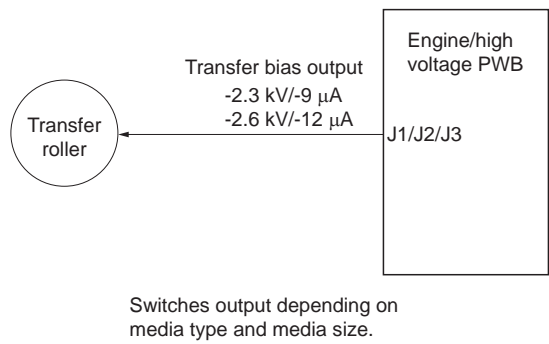 Engine/high
voltage PWB
Transfer bias output
-2.3 kV/-9 μA
-2.6 kV/-12 μA
Transfer
roller
J1/J2/J3
Switches output depending on
media type and media size.